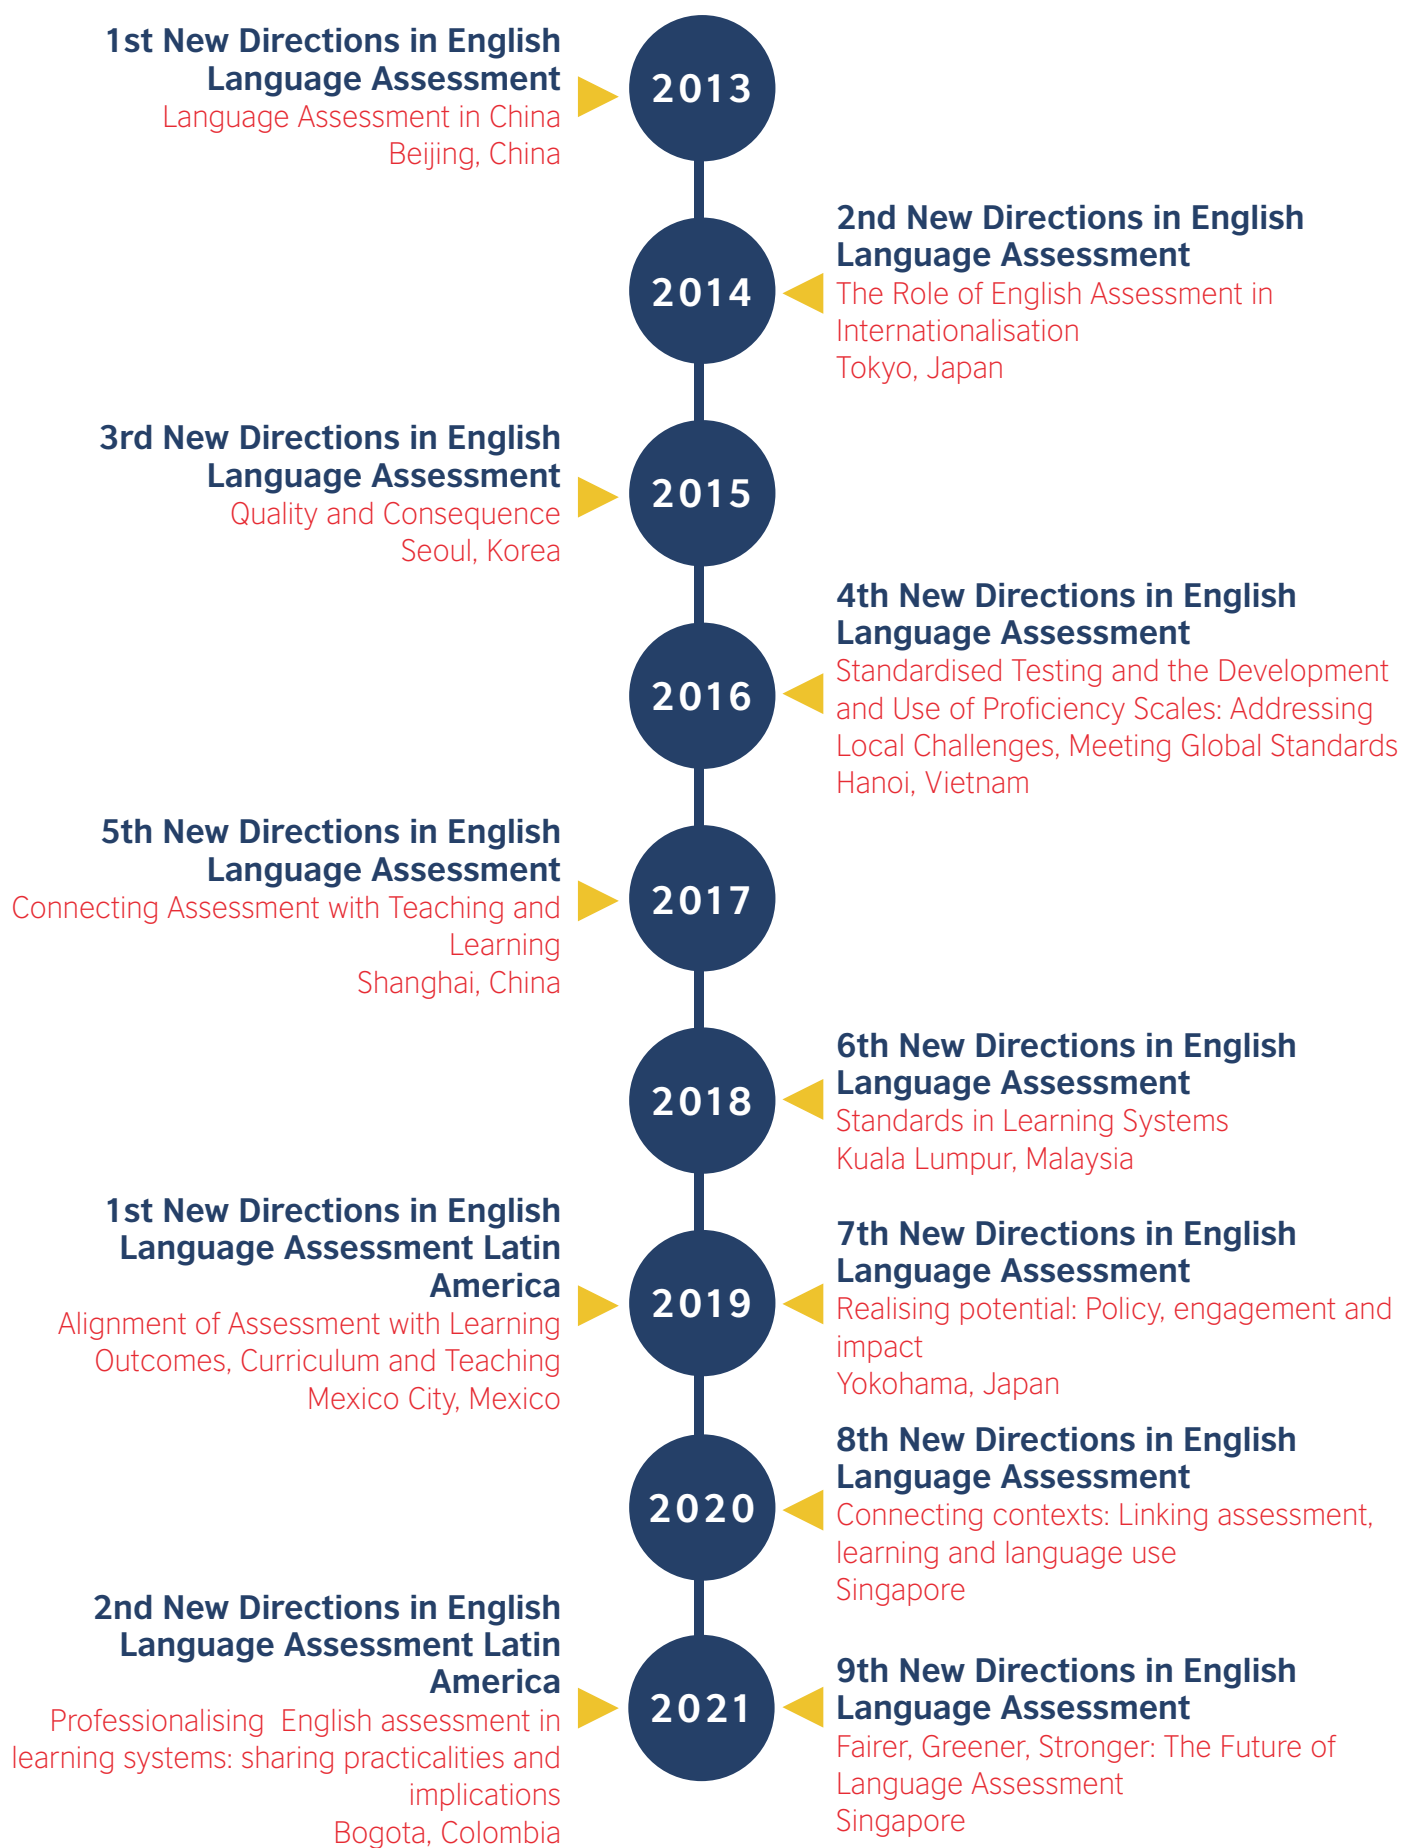 1st New Directions in English
Language Assessment
Language Assessment in China
Beijing, China
2013
2nd New Directions in English
Language Assessment
The Role of English Assessment in
Internationalisation
Tokyo, Japan
2014
3rd New Directions in English
Language Assessment
Quality and Consequence
Seoul, Korea
2015
4th New Directions in English
Language Assessment
Standardised Testing and the Development
and Use of Proficiency Scales: Addressing
Local Challenges, Meeting Global Standards
Hanoi, Vietnam
2016
5th New Directions in English
Language Assessment
Connecting Assessment with Teaching and
Learning
Shanghai, China
2017
6th New Directions in English
Language Assessment
Standards in Learning Systems
Kuala Lumpur, Malaysia
2018
1st New Directions in English
Language Assessment Latin
America
Alignment of Assessment with Learning
Outcomes, Curriculum and Teaching
Mexico City, Mexico
2019
7th New Directions in English
Language Assessment
Realising potential: Policy, engagement and
impact
Yokohama, Japan
8th New Directions in English
Language Assessment
Connecting contexts: Linking assessment,
learning and language use
Singapore
2020
2nd New Directions in English
Language Assessment Latin
America
Professionalising  English assessment in
learning systems: sharing practicalities and
implications
Bogota, Colombia
2021
9th New Directions in English
Language Assessment
Fairer, Greener, Stronger: The Future of
Language Assessment
Singapore